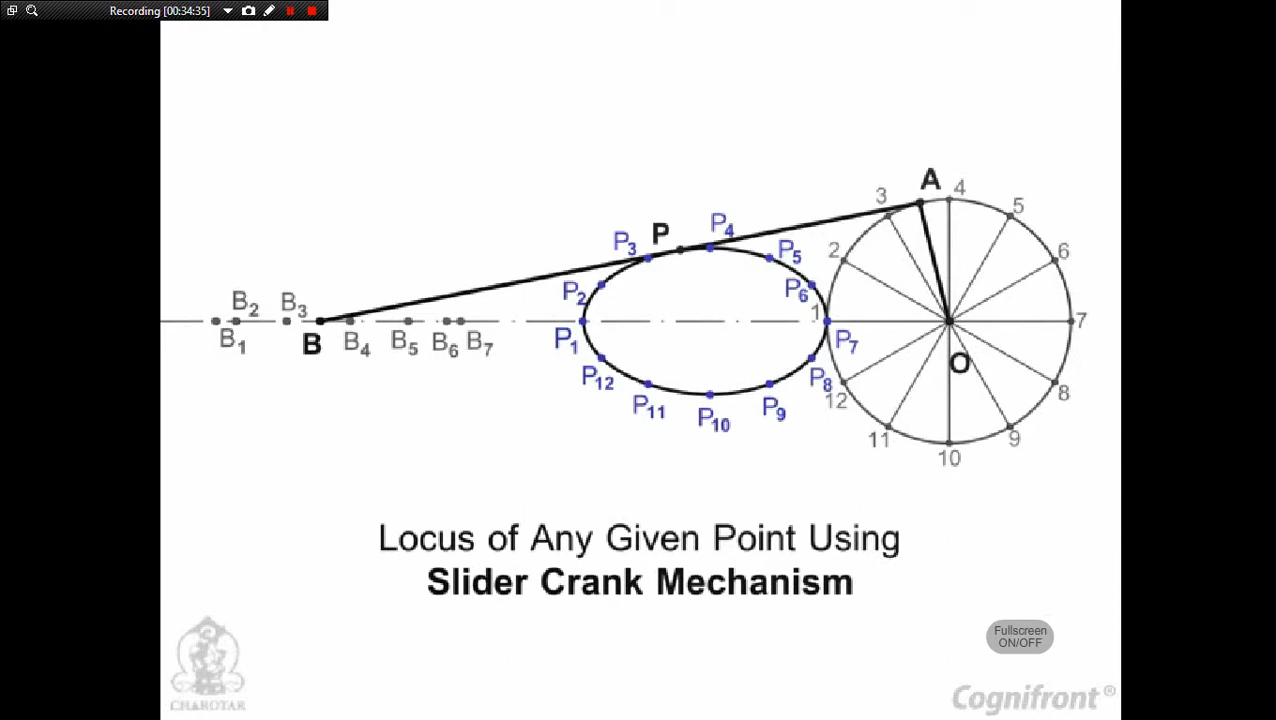 Recording [00:34:35]
A
3
4
5
P
P₄
P₃
P₅
2
6
P₂
P₆
B₂
B₃
1
7
B₁
B
B₄
B₅
B₆
B₇
P₁
P₇
O
P₁₂
P₈
12
8
P₁₁
P₁₀
P₉
11
9
10
Locus of Any Given Point Using
Slider Crank Mechanism
Fullscreen
ON/OFF
CHAROTAR
Cognifront ®